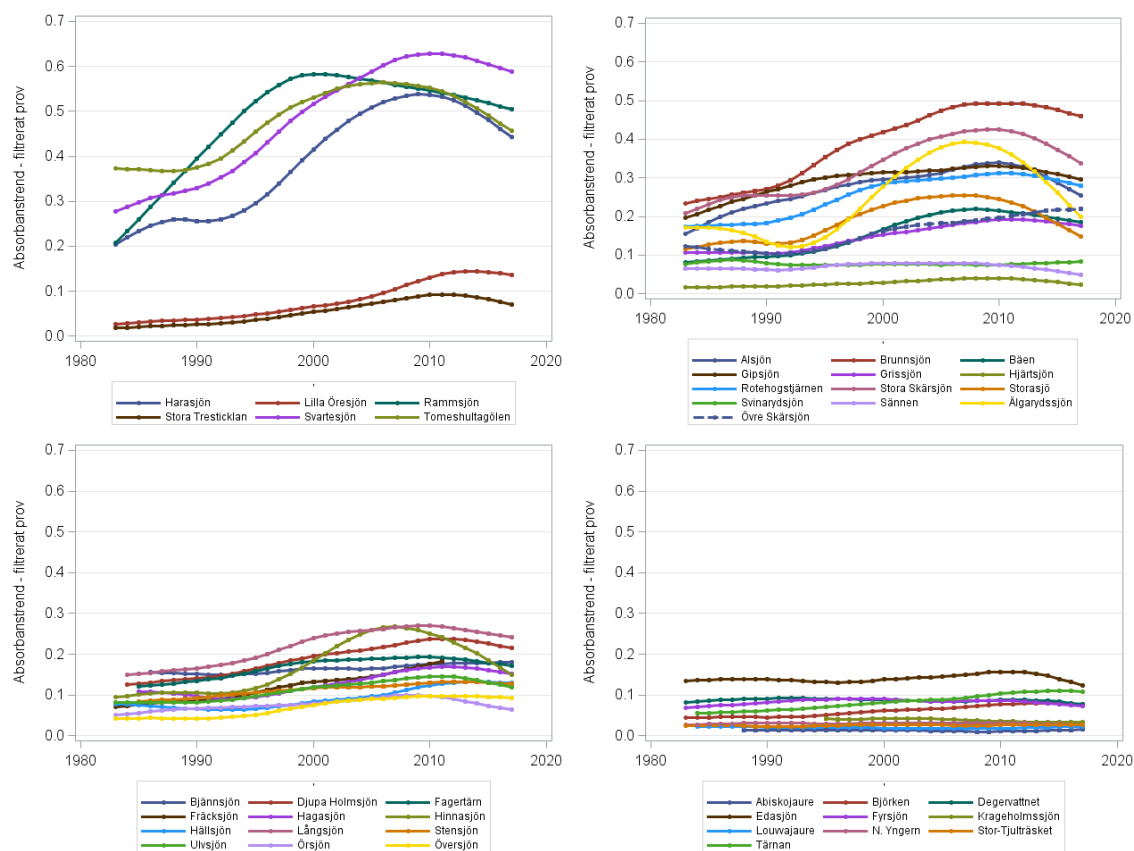 0.7
0.6
0.5
0.4
0.3
0.2
0.1
0.0
Absorbanstrend - filtrerat prov
1980 1990 2000 2010 2020
Harasjön Lilla Öresjön Rammsjön
Stora Tresticklan Svartesjön Tomeshultagölen
0.7
0.6
0.5
0.4
0.3
0.2
0.1
0.0
Absorbanstrend - filtrerat prov
1980 1990 2000 2010 2020
Alsjön Brunnsjön Bäen
Gipsjön Grissjön Hjärtsjön
Rotehogstjärnen Stora Skärsjön Storasjö
Svinarydsjön Sännen Älgarydssjön
Övre Skärsjön
0.7
0.6
0.5
0.4
0.3
0.2
0.1
0.0
Absorbanstrend - filtrerat prov
1980 1990 2000 2010 2020
Bjännsjön Djupa Holmsjön Fagertärn
Fräcksjön Hagasjön Hinnasjön
Hällsjön Långsjön Stensjön
Ulvsjön Örsjön Översjön
0.7
0.6
0.5
0.4
0.3
0.2
0.1
0.0
Absorbanstrend - filtrerat prov
1980 1990 2000 2010 2020
Abiskojaure Björken Degervattnet
Edasjön Fyrsjön Krageholmssjön
Louvvajaure N. Yngern Stor-Tjulträsket
Tärnan